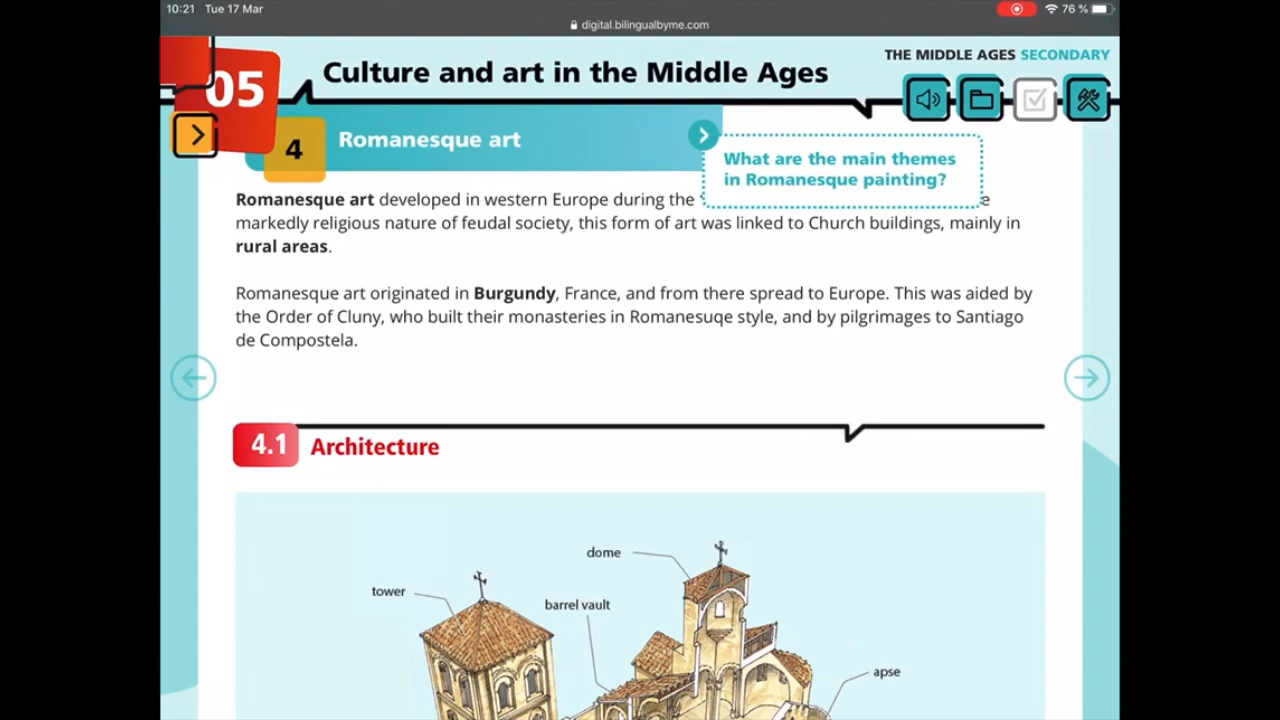 10:21 Tue 17 Mar
76 %
digital.bilingualbyme.com
THE MIDDLE AGES SECONDARY
05
Culture and art in the Middle Ages
4
Romanesque art
What are the main themes
in Romanesque painting?
Romanesque art developed in western Europe during the
markedly religious nature of feudal society, this form of art was linked to Church buildings, mainly in
rural areas.
Romanesque art originated in Burgundy, France, and from there spread to Europe. This was aided by
the Order of Cluny, who built their monasteries in Romanesuqe style, and by pilgrimages to Santiago
de Compostela.
4.1
Architecture
dome
tower
barrel vault
apse